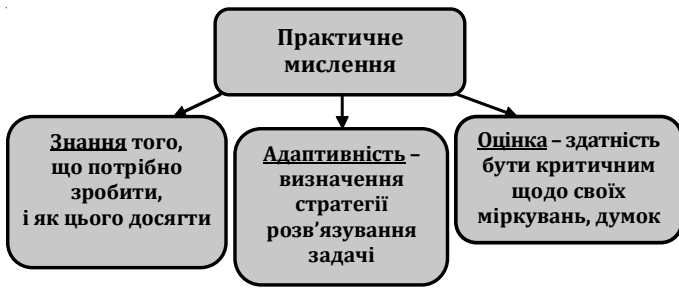 Практичне
мислення
Знання того,
що потрібно
зробити,
і як цього досягти
Адаптивність –
визначення
стратегії
розв’язування
задачі
Оцінка – здатність
бути критичним
щодо своїх
міркувань, думок